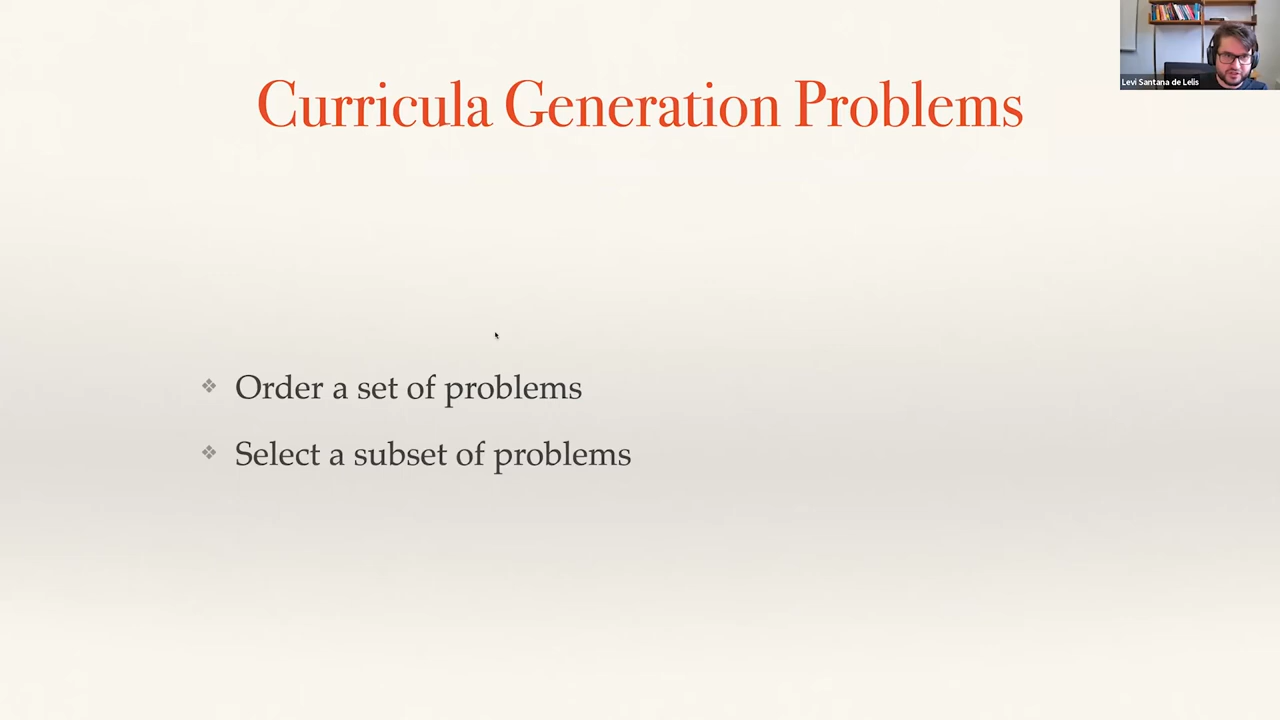 Curricula Generation Problems
Levi Santana de Lelis
Order a set of problems
Select a subset of problems